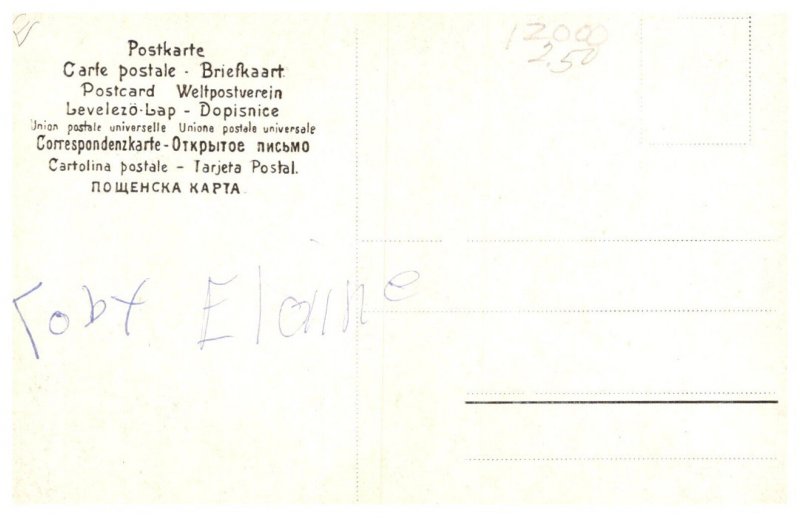 12000
2.50
Postkarte
Carte postale · Briefkaart
Postcard Weltpostverein
Levelezö-Lap – Dopisnice
Union postale universelle Unione postale universale
Correspondenzkarte – Открытое письмо
Cartolina postale – Tarjeta Postal.
ПОЩЕНСКА КАРТА
Elaine